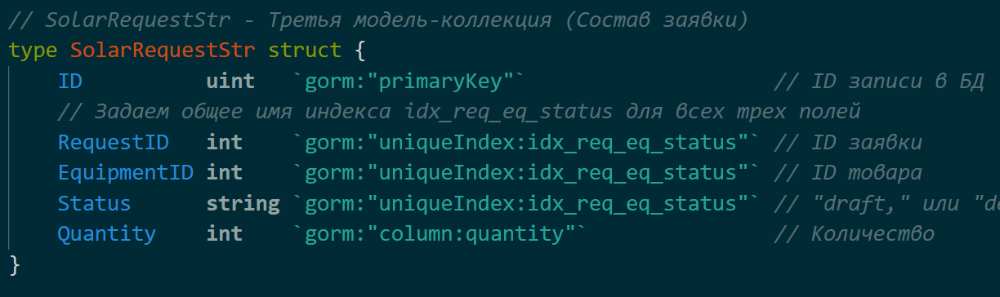 // SolarRequestStr - Третья модель-коллекция (Состав заявки)
type SolarRequestStr struct {
ID uint `gorm:"primaryKey"` // ID записи в БД
// Задаем общее имя индекса idx_req_eq_status для всех трех полей
RequestID int `gorm:"uniqueIndex:idx_req_eq_status"` // ID заявки
EquipmentID int `gorm:"uniqueIndex:idx_req_eq_status"` // ID товара
Status string `gorm:"uniqueIndex:idx_req_eq_status"` // "draft," или "de
Quantity int `gorm:"column:quantity"` // Количество
}